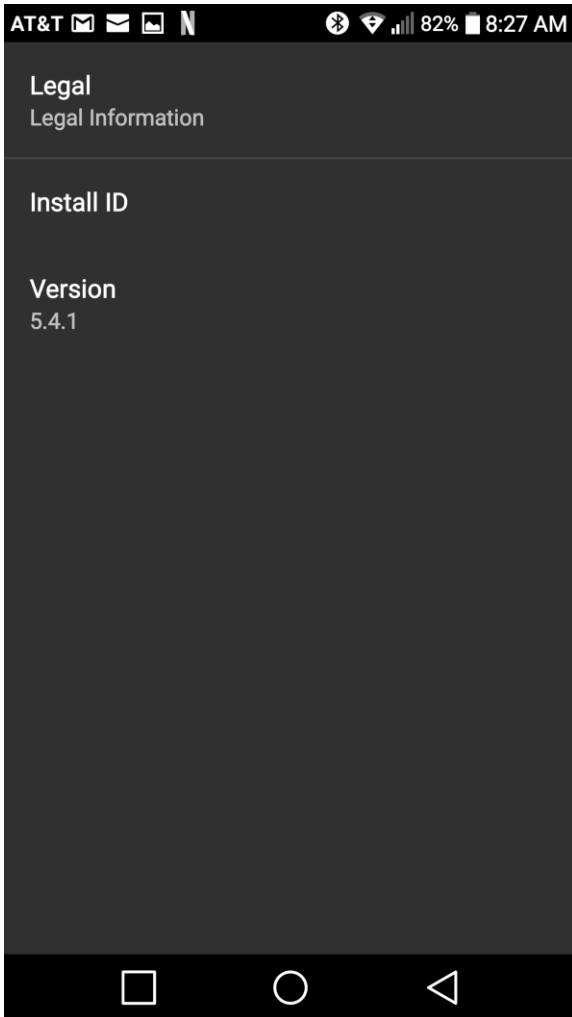 AT&T 82% 8:27 AM
Legal
Legal Information
Install ID
Version
5.4.1